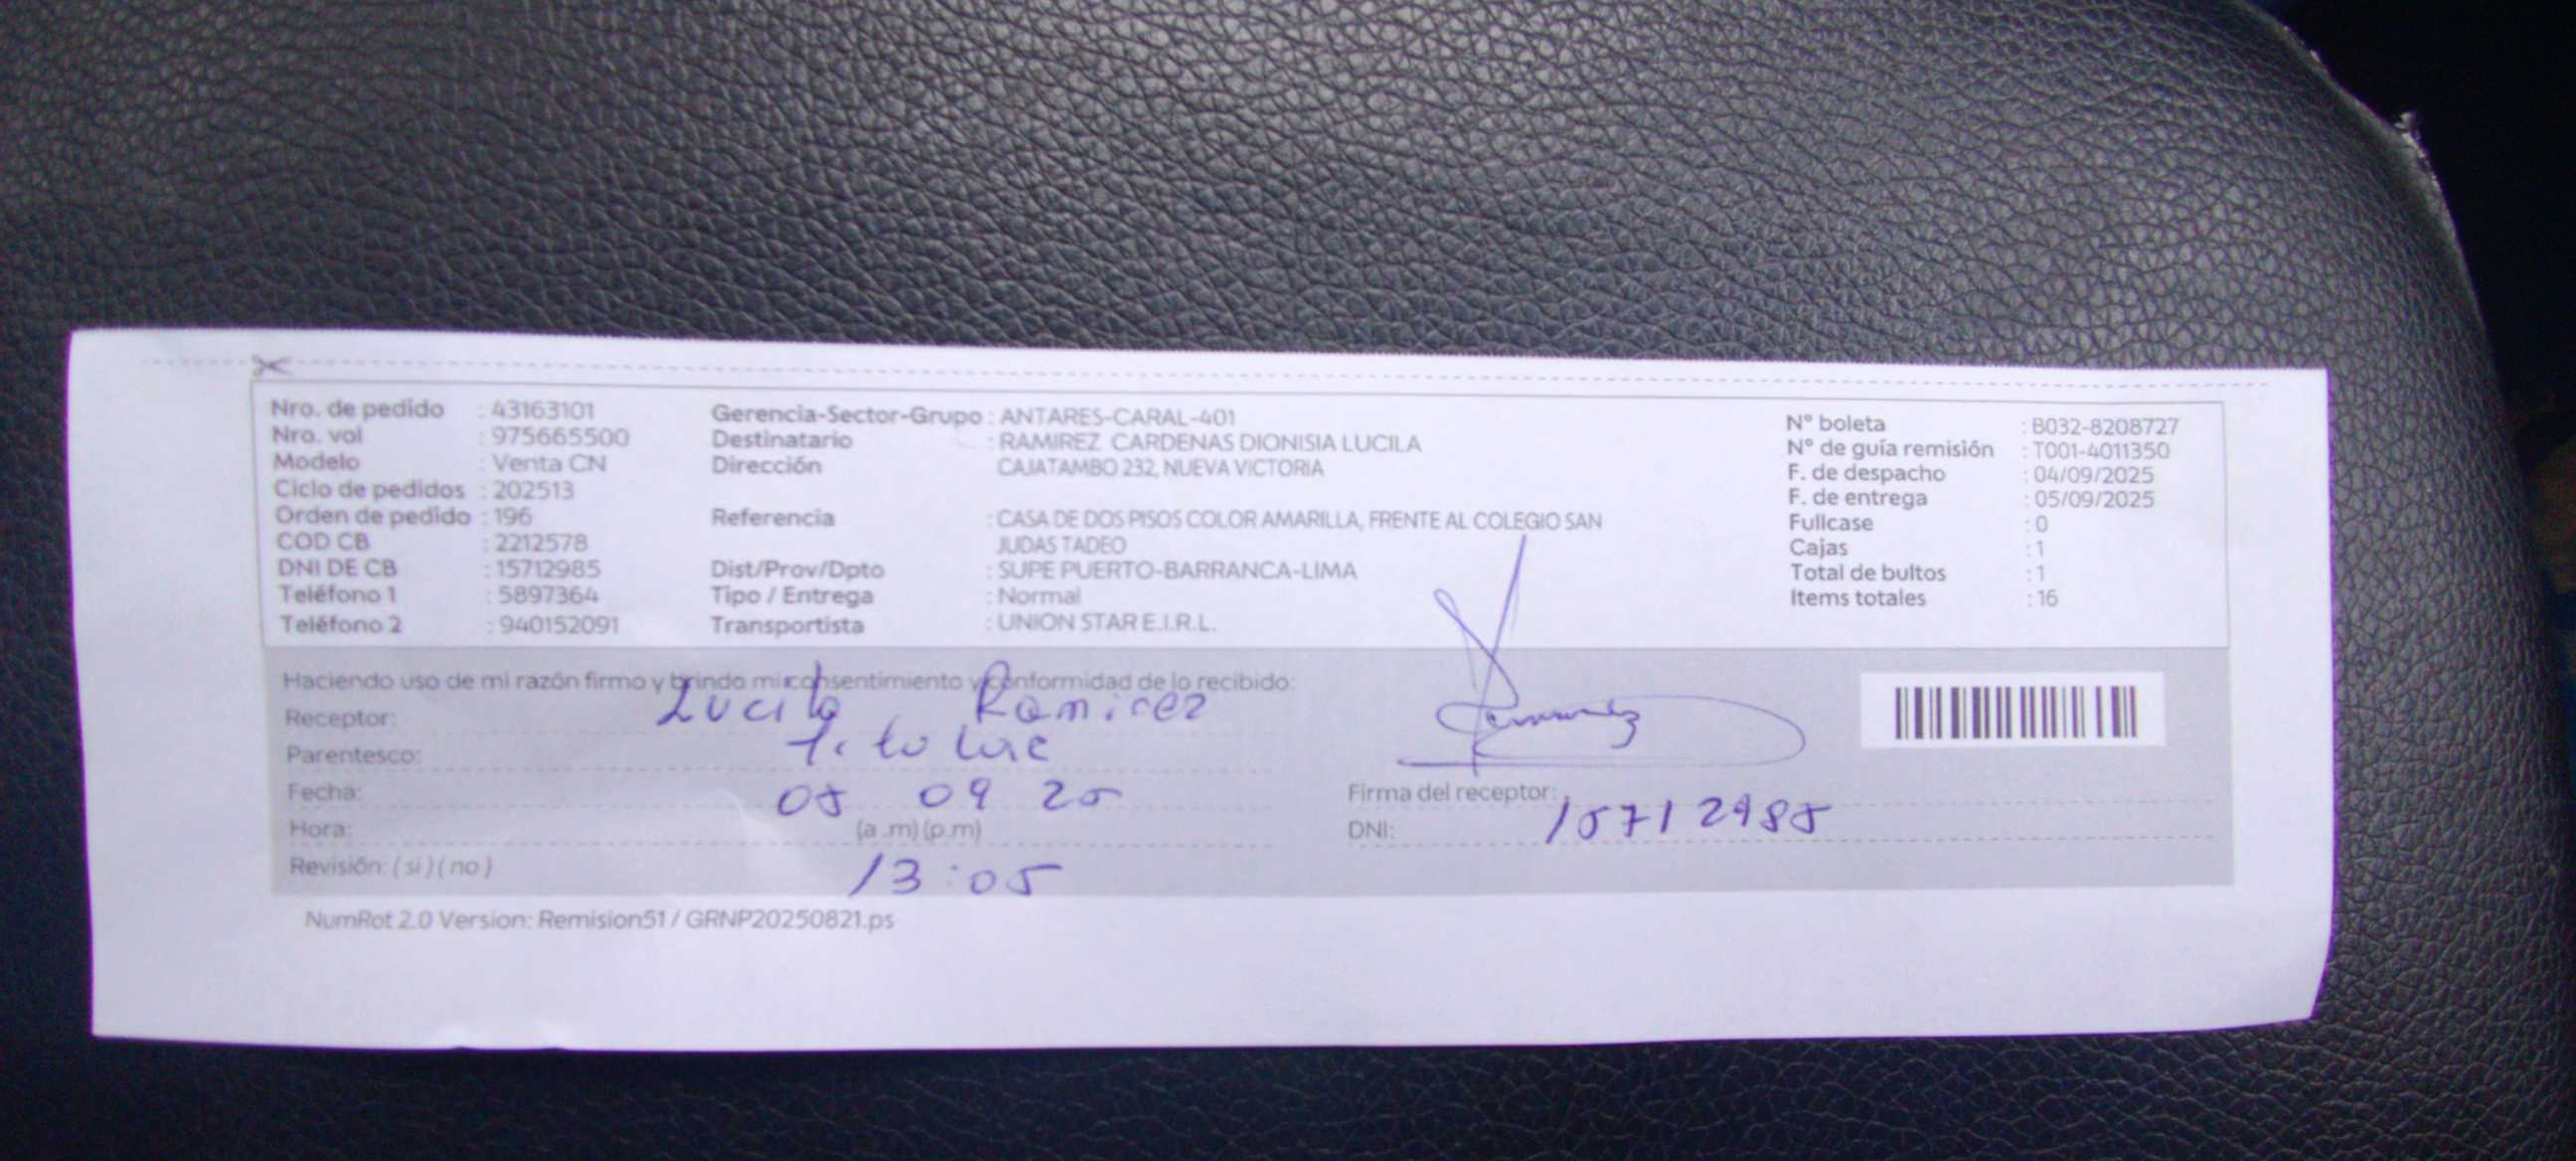 Nro. de pedido : 43163101
Nro. vol : 975665500
Modelo : Venta CN
Ciclo de pedidos : 202513
Orden de pedido : 196
COD CB : 2212578
DNI DE CB : 15712985
Teléfono 1 : 5897364
Teléfono 2 : 940152091
Gerencia-Sector-Grupo : ANTARES-CARAL-401
Destinatario : RAMIREZ CARDENAS DIONISIA LUCILA
Dirección CAJATAMBO 232, NUEVA VICTORIA
Referencia : CASA DE DOS PISOS COLOR AMARILLA, FRENTE AL COLEGIO SAN
JUDAS TADEO
Dist/Prov/Dpto : SUPE PUERTO-BARRANCA-LIMA
Tipo / Entrega : Normal
Transportista : UNION STAR E.I.R.L.
N° boleta : B032-8208727
N° de guía remisión : T001-4011350
F. de despacho : 04/09/2025
F. de entrega : 05/09/2025
Fullcase : 0
Cajas : 1
Total de bultos : 1
Items totales : 16
Haciendo uso de mi razón firmo y brindo mi consentimiento y conformidad de lo recibido:
Receptor: Lucila Ramirez
Parentesco: Titular
Fecha: 05 09 25
Hora: (a.m) (p.m)
Revisión: ( si ) ( no ) 13:05
Firma del receptor:
DNI: 15712985
NumRot 2.0 Version: Remision51 / GRNP20250821.ps